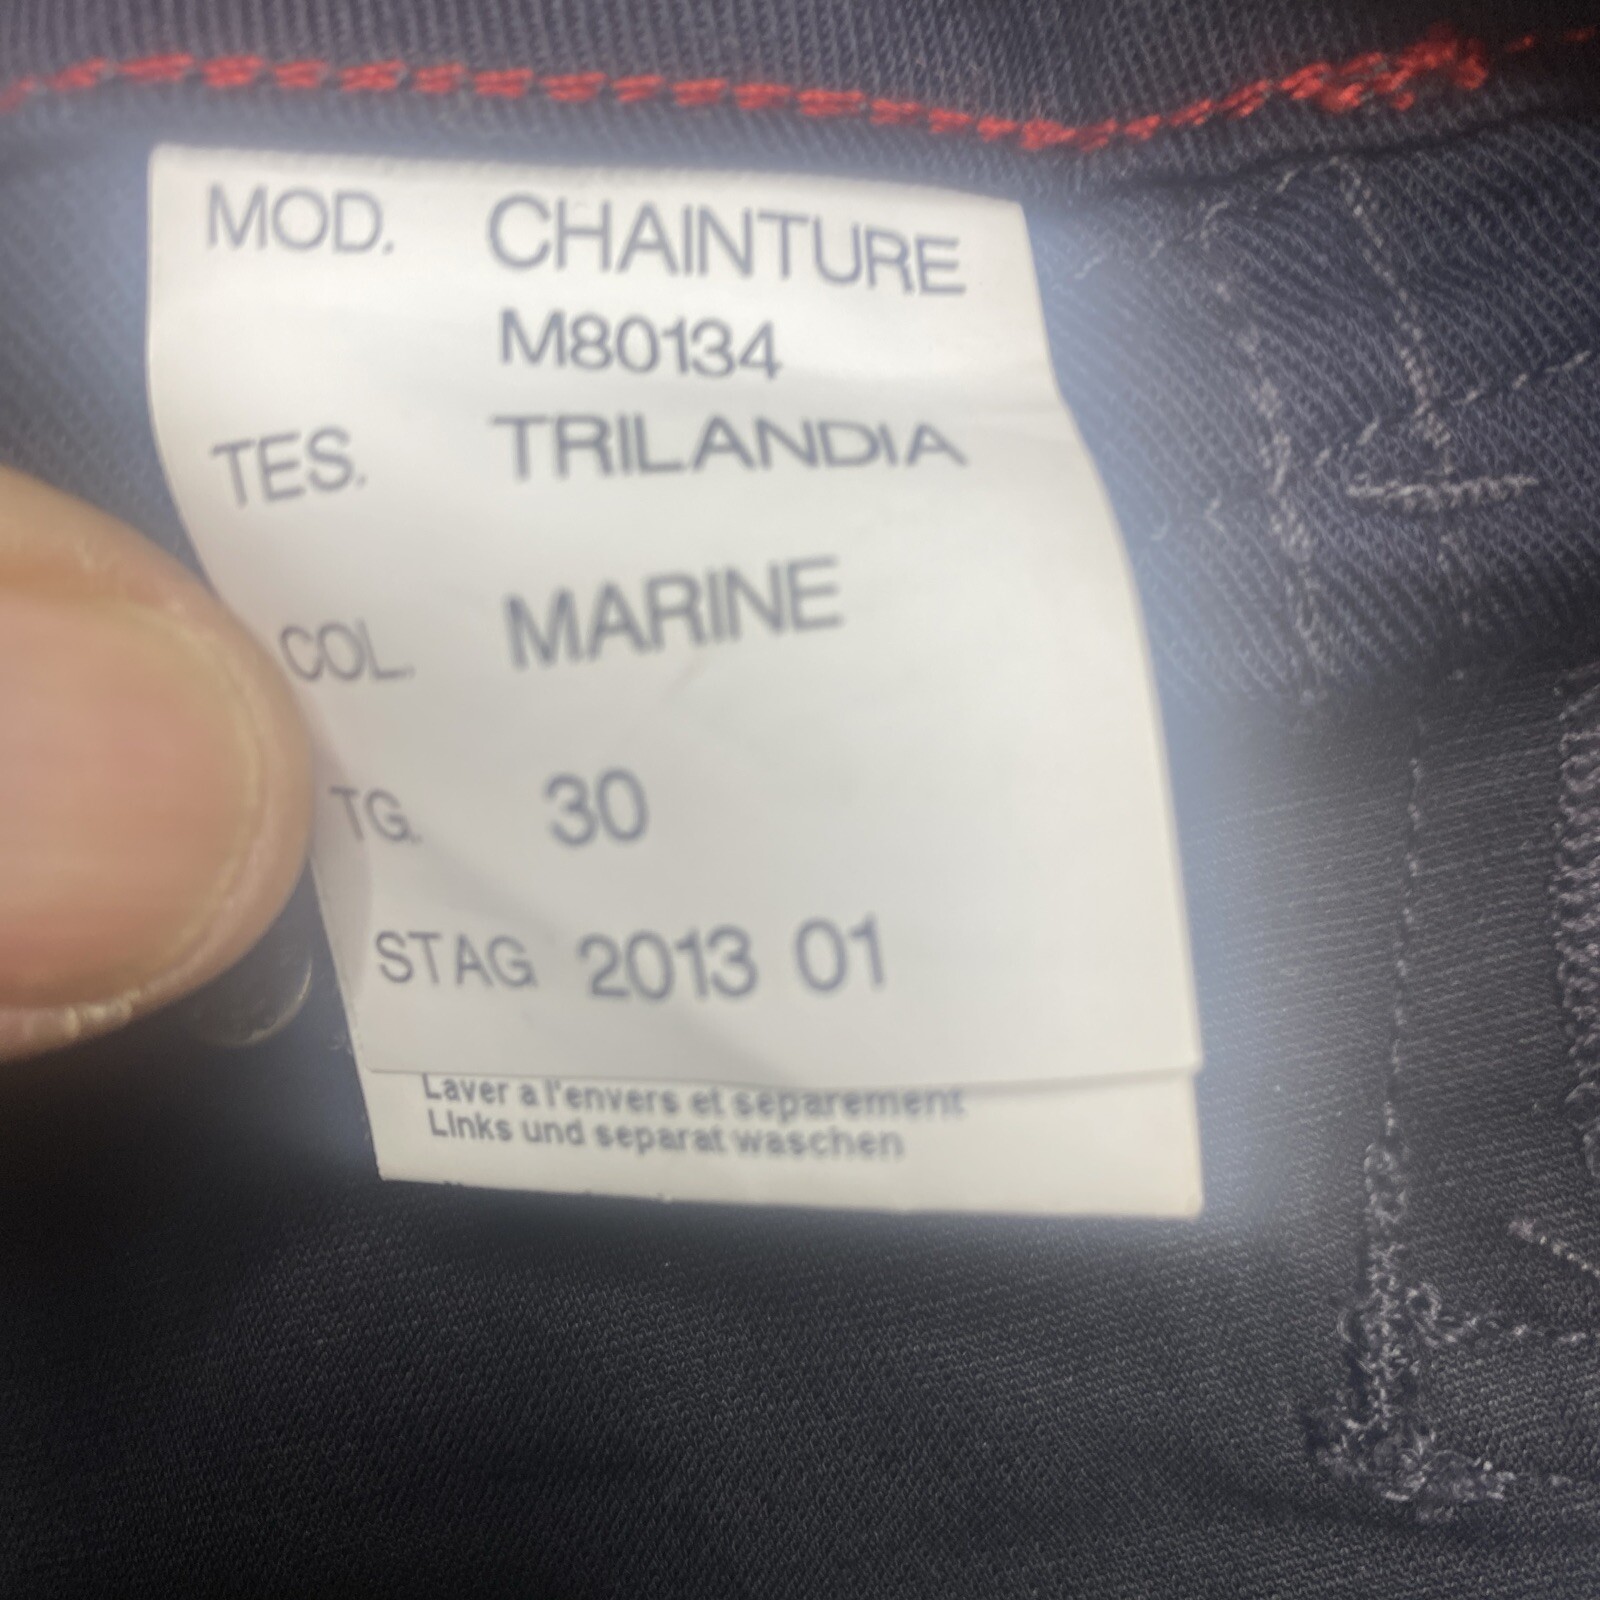 MOD. CHAINTURE
M80134
TES. TRILANDIA
COL. MARINE
TG. 30
STAG 2013 01
Laver a l'envers et separement
Links und separat waschen